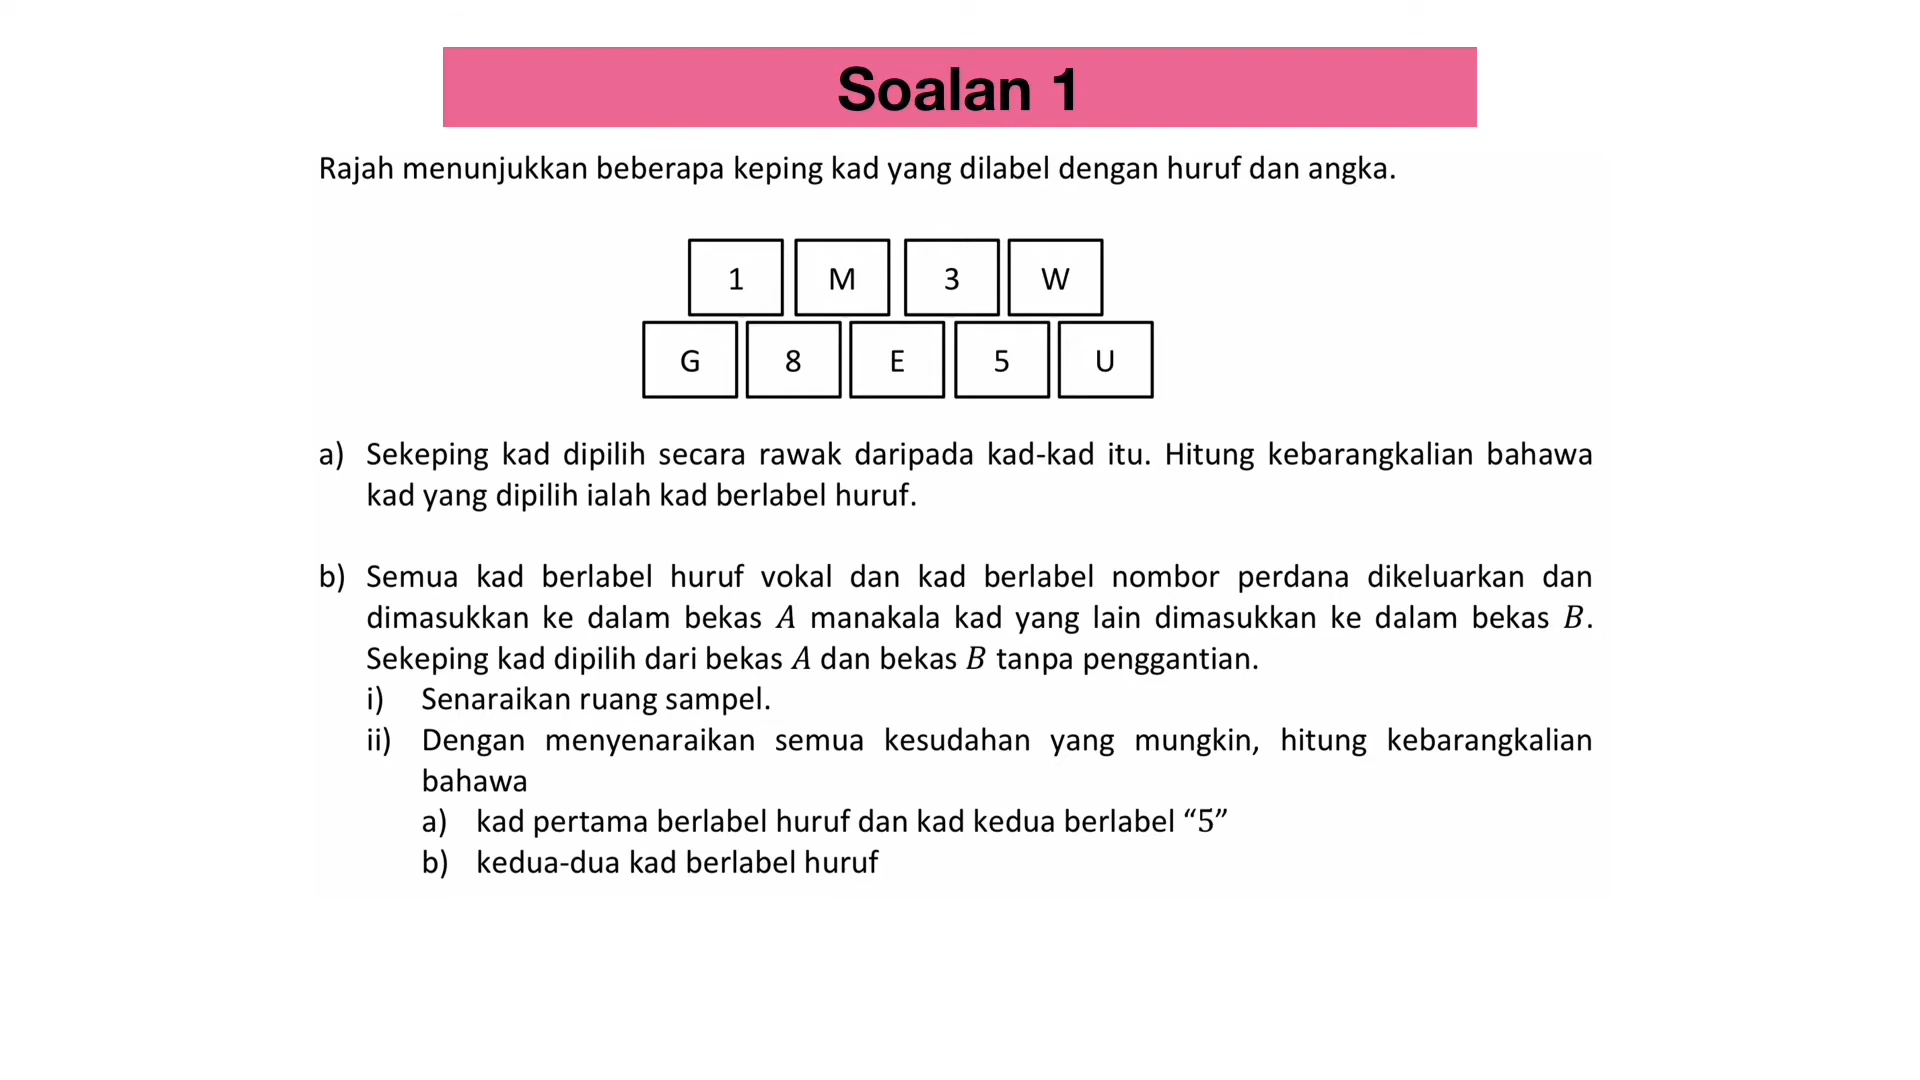 Soalan 1
Rajah menunjukkan beberapa keping kad yang dilabel dengan huruf dan angka.
1 M 3 W
G 8 E 5 U
a) Sekeping kad dipilih secara rawak daripada kad-kad itu. Hitung kebarangkalian bahawa
kad yang dipilih ialah kad berlabel huruf.
b) Semua kad berlabel huruf vokal dan kad berlabel nombor perdana dikeluarkan dan
dimasukkan ke dalam bekas A manakala kad yang lain dimasukkan ke dalam bekas B.
Sekeping kad dipilih dari bekas A dan bekas B tanpa penggantian.
i) Senaraikan ruang sampel.
ii) Dengan menyenaraikan semua kesudahan yang mungkin, hitung kebarangkalian
bahawa
a) kad pertama berlabel huruf dan kad kedua berlabel “5”
b) kedua-dua kad berlabel huruf